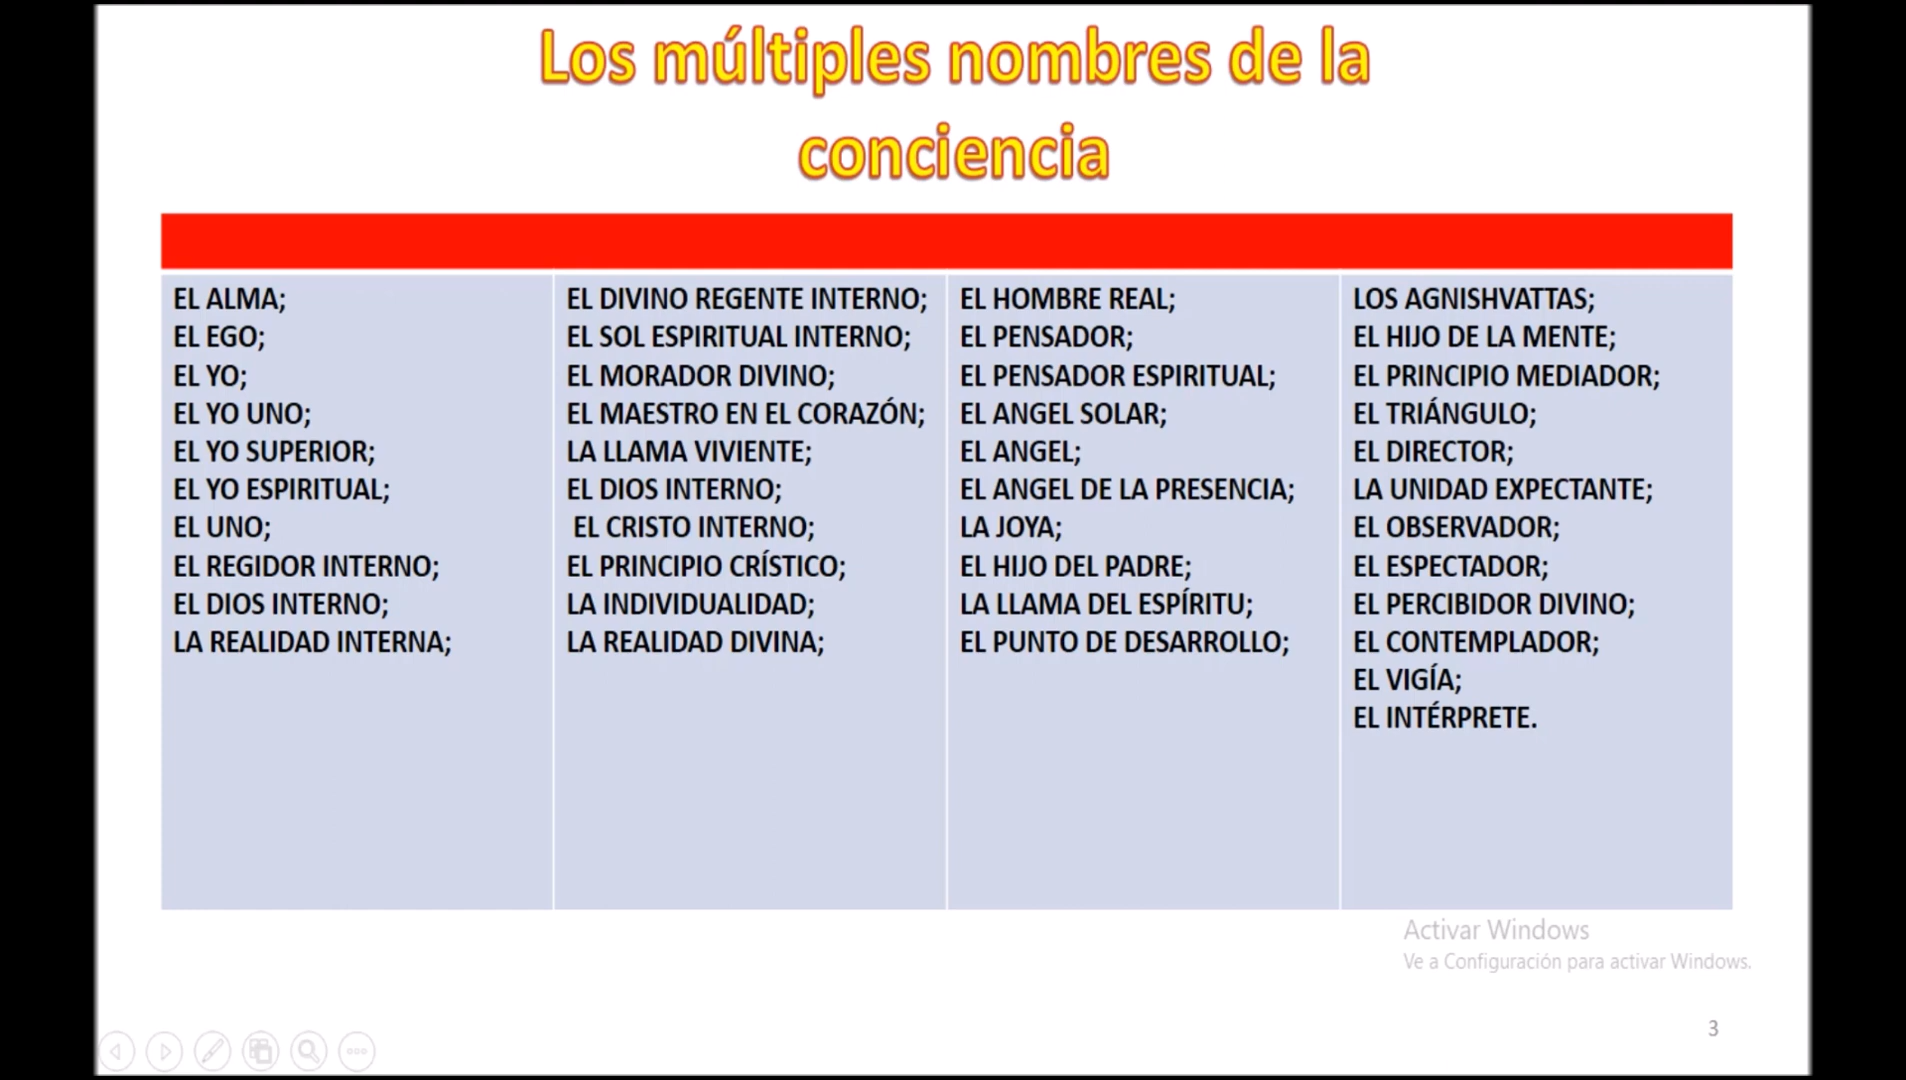 Los múltiples nombres de la
conciencia
EL ALMA;
EL EGO;
EL YO;
EL YO UNO;
EL YO SUPERIOR;
EL YO ESPIRITUAL;
EL UNO;
EL REGIDOR INTERNO;
EL DIOS INTERNO;
LA REALIDAD INTERNA;
EL DIVINO REGENTE INTERNO;
EL SOL ESPIRITUAL INTERNO;
EL MORADOR DIVINO;
EL MAESTRO EN EL CORAZÓN;
LA LLAMA VIVIENTE;
EL DIOS INTERNO;
EL CRISTO INTERNO;
EL PRINCIPIO CRÍSTICO;
LA INDIVIDUALIDAD;
LA REALIDAD DIVINA;
EL HOMBRE REAL;
EL PENSADOR;
EL PENSADOR ESPIRITUAL;
EL ANGEL SOLAR;
EL ANGEL;
EL ANGEL DE LA PRESENCIA;
LA JOYA;
EL HIJO DEL PADRE;
LA LLAMA DEL ESPÍRITU;
EL PUNTO DE DESARROLLO;
LOS AGNISHVATTAS;
EL HIJO DE LA MENTE;
EL PRINCIPIO MEDIADOR;
EL TRIÁNGULO;
EL DIRECTOR;
LA UNIDAD EXPECTANTE;
EL OBSERVADOR;
EL ESPECTADOR;
EL PERCIBIDOR DIVINO;
EL CONTEMPLADOR;
EL VIGÍA;
EL INTÉRPRETE.
Activar Windows
Ve a Configuración para activar Windows.
3